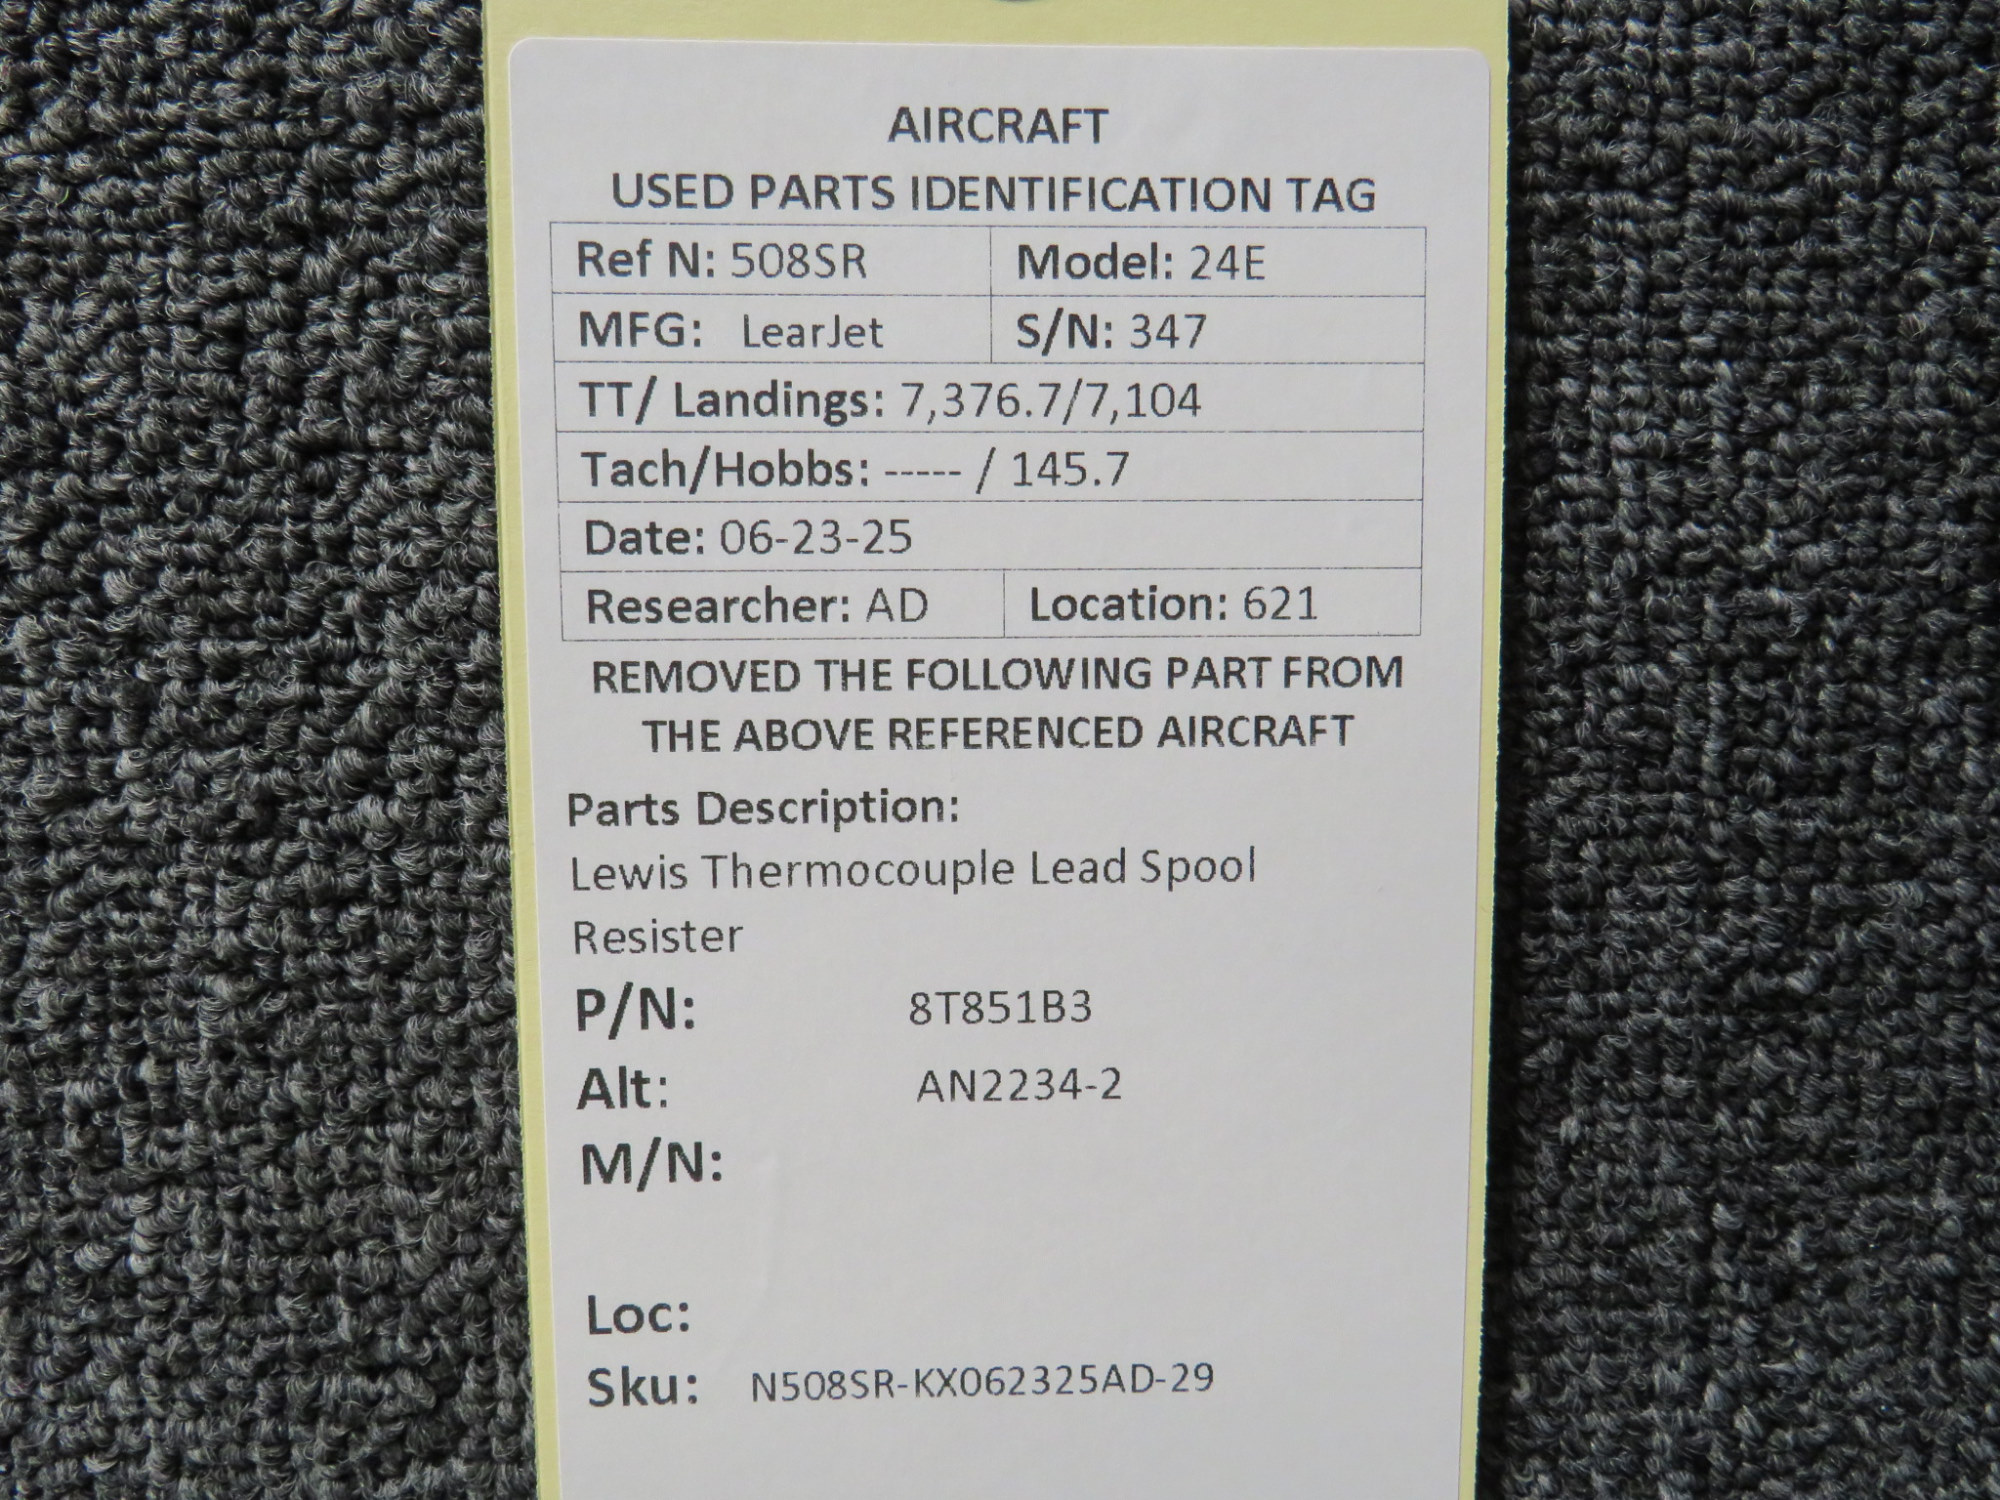 AIRCRAFT
USED PARTS IDENTIFICATION TAG
Ref N: 508SR Model: 24E
MFG: LearJet S/N: 347
TT/ Landings: 7,376.7/7,104
Tach/Hobbs: ----- / 145.7
Date: 06-23-25
Researcher: AD Location: 621
REMOVED THE FOLLOWING PART FROM
THE ABOVE REFERENCED AIRCRAFT
Parts Description:
Lewis Thermocouple Lead Spool
Resister
P/N: 8T851B3
Alt: AN2234-2
M/N:
Loc:
Sku: N508SR-KX062325AD-29